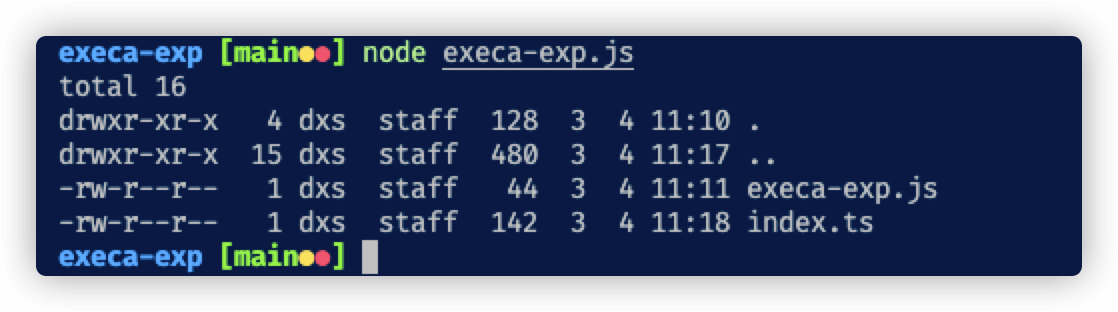 execa-exp [main●●] node execa-exp.js
total 16
drwxr-xr-x   4 dxs  staff  128  3  4 11:10 .
drwxr-xr-x  15 dxs  staff  480  3  4 11:17 ..
-rw-r--r--   1 dxs  staff   44  3  4 11:11 execa-exp.js
-rw-r--r--   1 dxs  staff  142  3  4 11:18 index.ts
execa-exp [main●●]